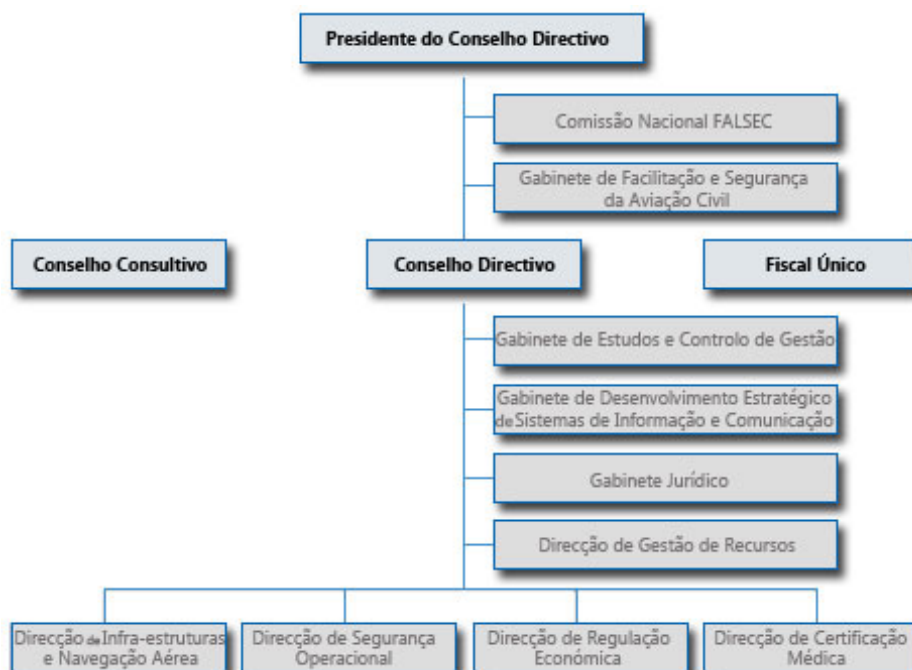 Presidente do Conselho Directivo
Comissão Nacional FALSEC
Gabinete de Facilitação e Segurança
da Aviação Civil
Conselho Consultivo
Conselho Directivo
Fiscal Único
Gabinete de Estudos e Controlo de Gestão
Gabinete de Desenvolvimento Estratégico
de Sistemas de Informação e Comunicação
Gabinete Jurídico
Direcção de Gestão de Recursos
Direcção de Infra-estruturas
e Navegação Aérea
Direcção de Segurança
Operacional
Direcção de Regulação
Económica
Direcção de Certificação
Médica